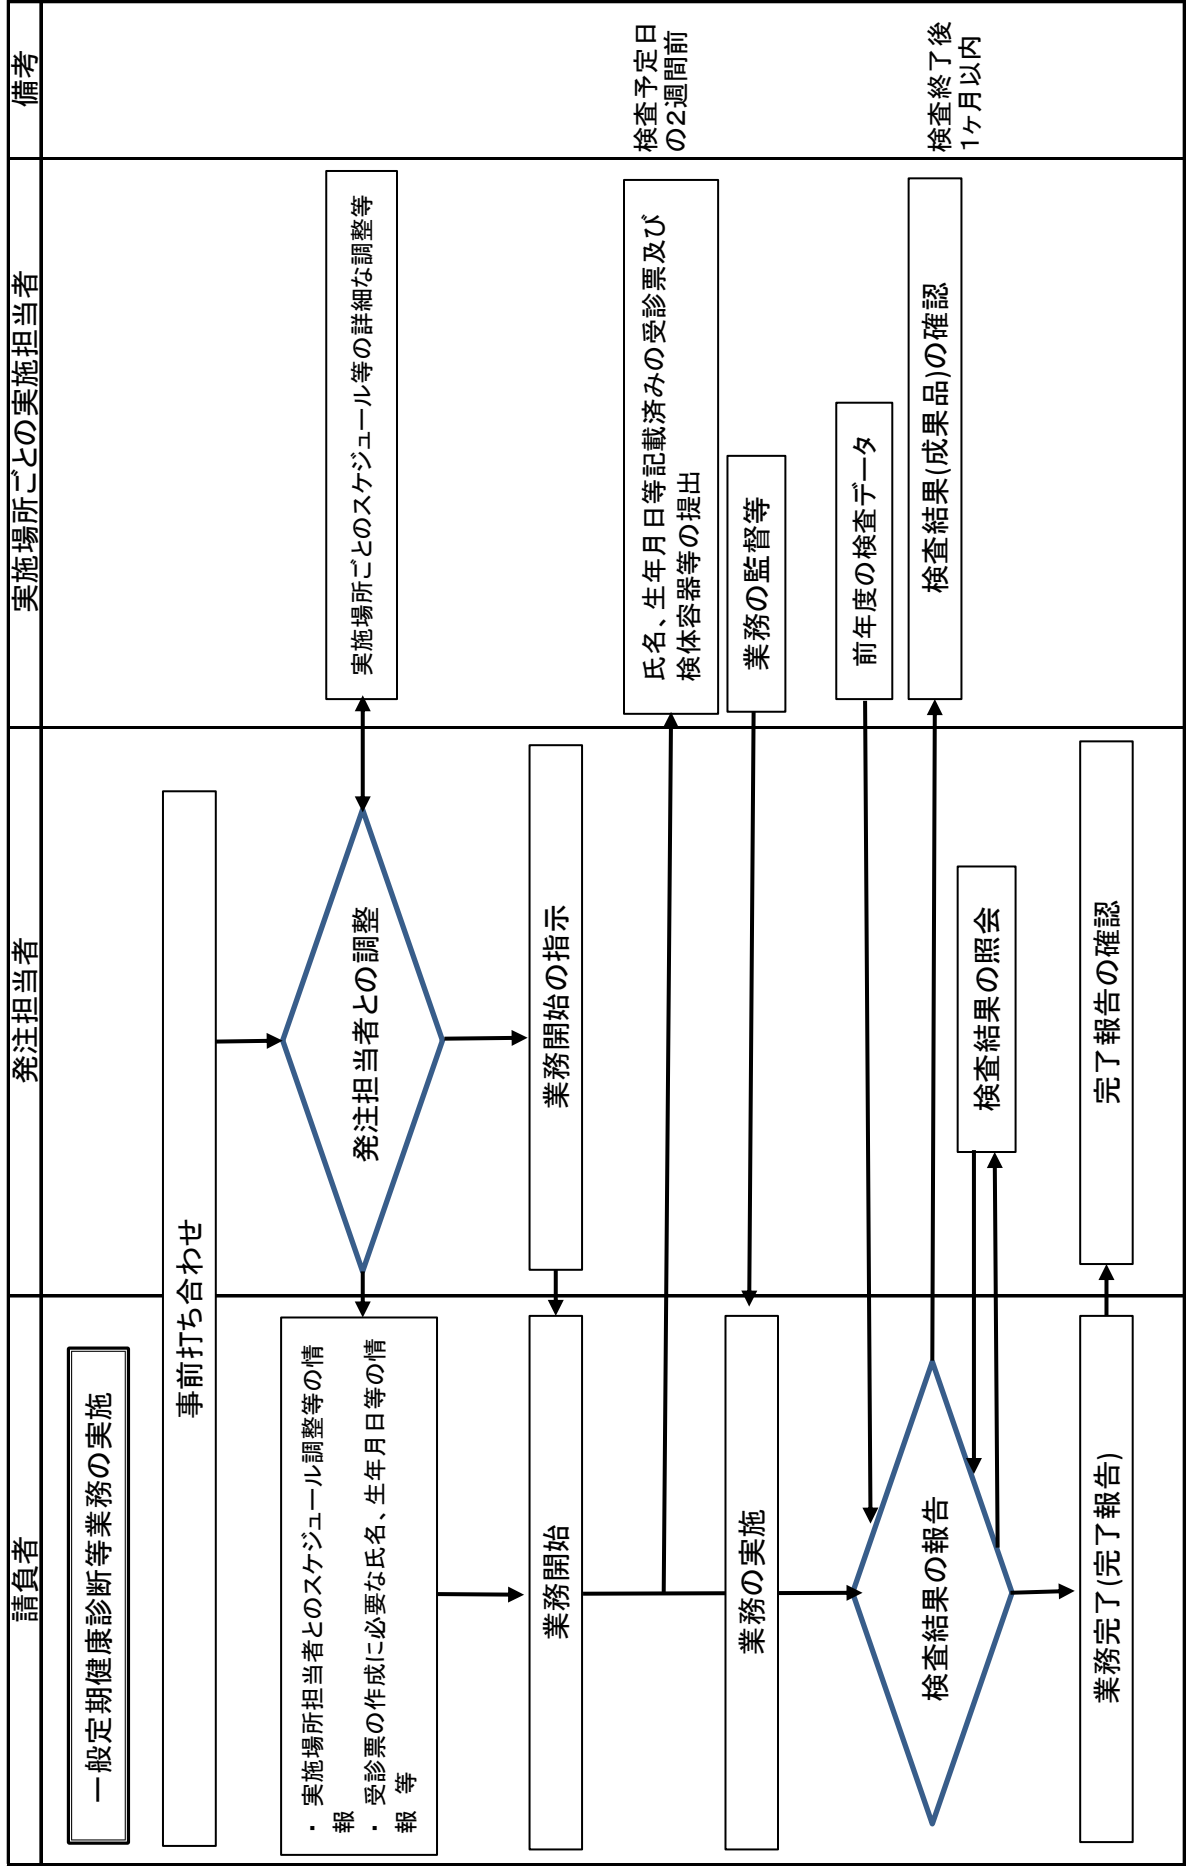 請負者
発注担当者
実施場所ごとの実施担当者
備考
一般定期健康診断等業務の実施
事前打ち合わせ
・ 実施場所担当者とのスケジュール調整等の情
報
・ 受診票の作成に必要な氏名、生年月日等の情
報 等
発注担当者との調整
実施場所ごとのスケジュール等の詳細な調整等
業務開始
業務開始の指示
氏名、生年月日等記載済みの受診票及び
検体容器等の提出
検査予定日
の2週間前
業務の実施
業務の監督等
前年度の検査データ
検査結果の報告
検査結果(成果品)の確認
検査終了後
1ヶ月以内
検査結果の照会
業務完了(完了報告)
完了報告の確認